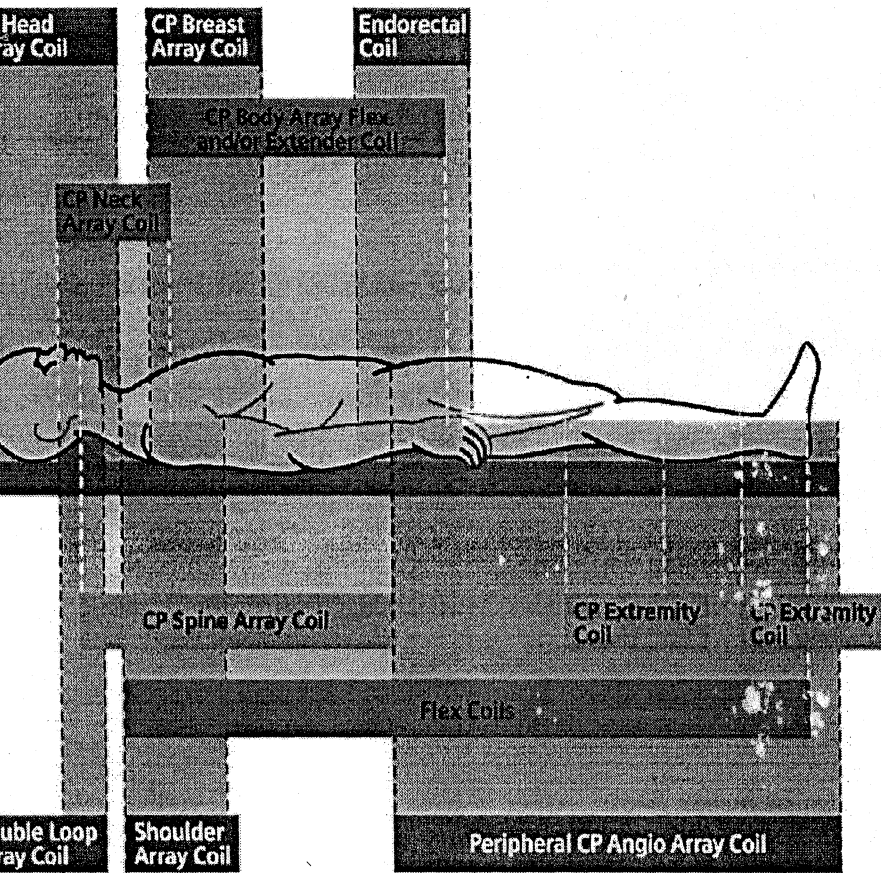 Head
ray Coil
CP Breast
Array Coil
Endorectal
Coil
CP Body Array Flex
and/or Extender Coil
CP Neck
Array Coil
CP Spine Array Coil
CP Extremity
Coil
CP Extremity
Coil
Flex Coils
uble Loop
ray Coil
Shoulder
Array Coil
Peripheral CP Angio Array Coil